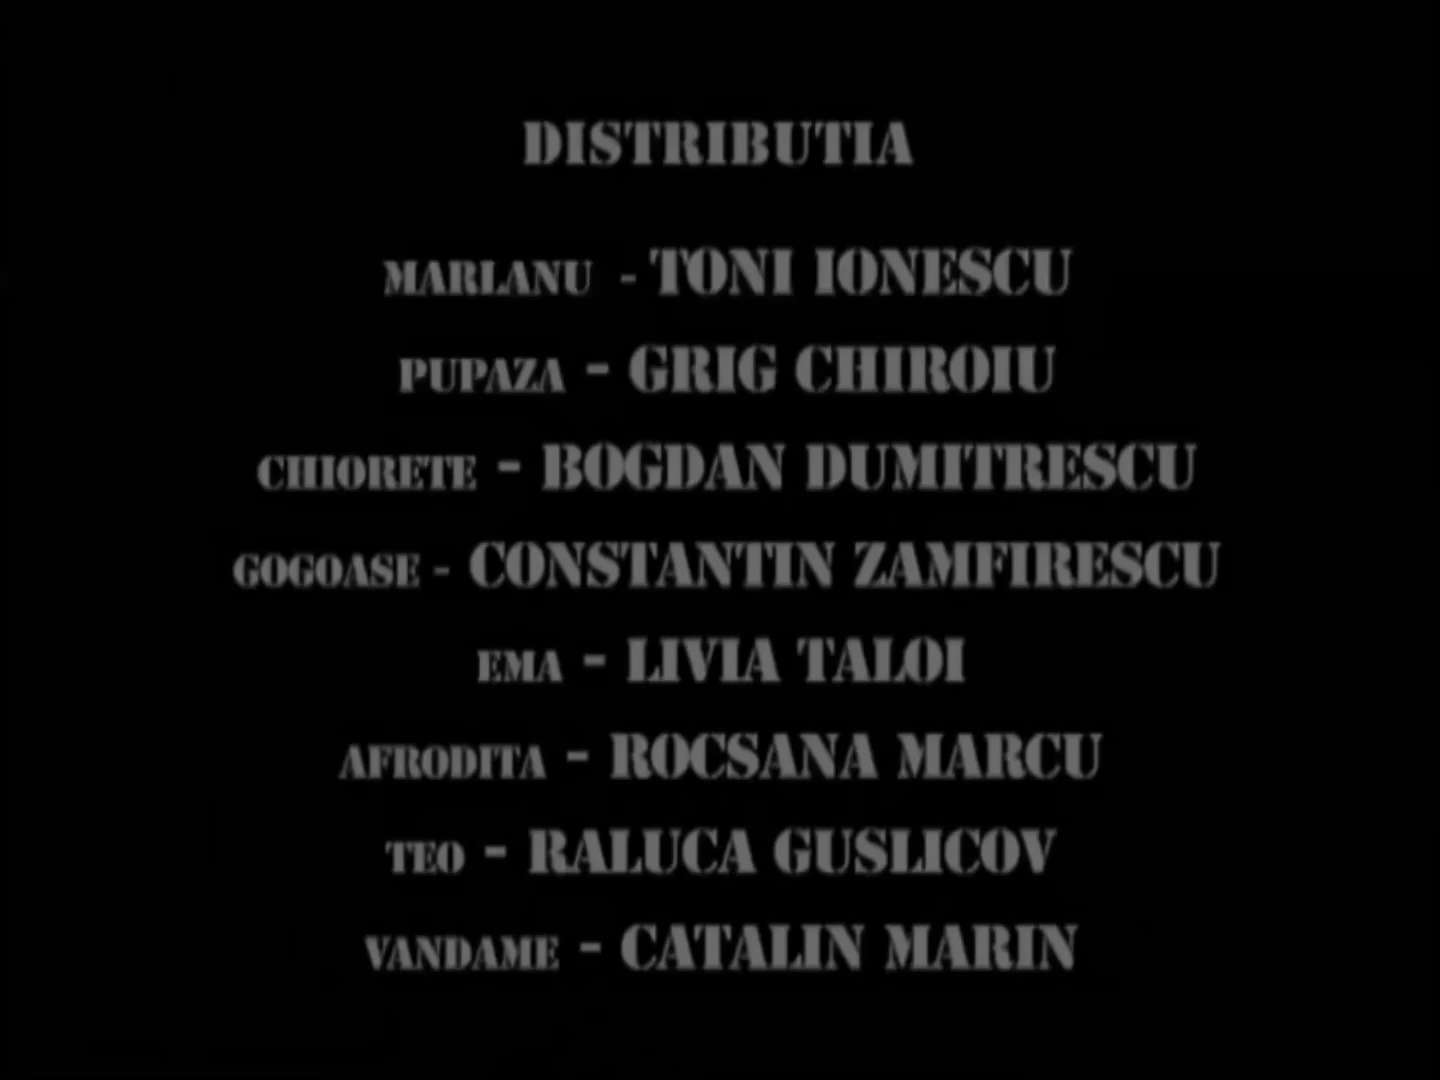 DISTRIBUTIA
MARLANU - TONI IONESCU
PUPAZA - GRIG CHIROIU
CHIORETE - BOGDAN DUMITRESCU
GOGOASE - CONSTANTIN ZAMFIRESCU
EMA - LIVIA TALOI
AFRODITA - ROCSANA MARCU
TEO - RALUCA GUSLICOV
VANDAME - CATALIN MARIN